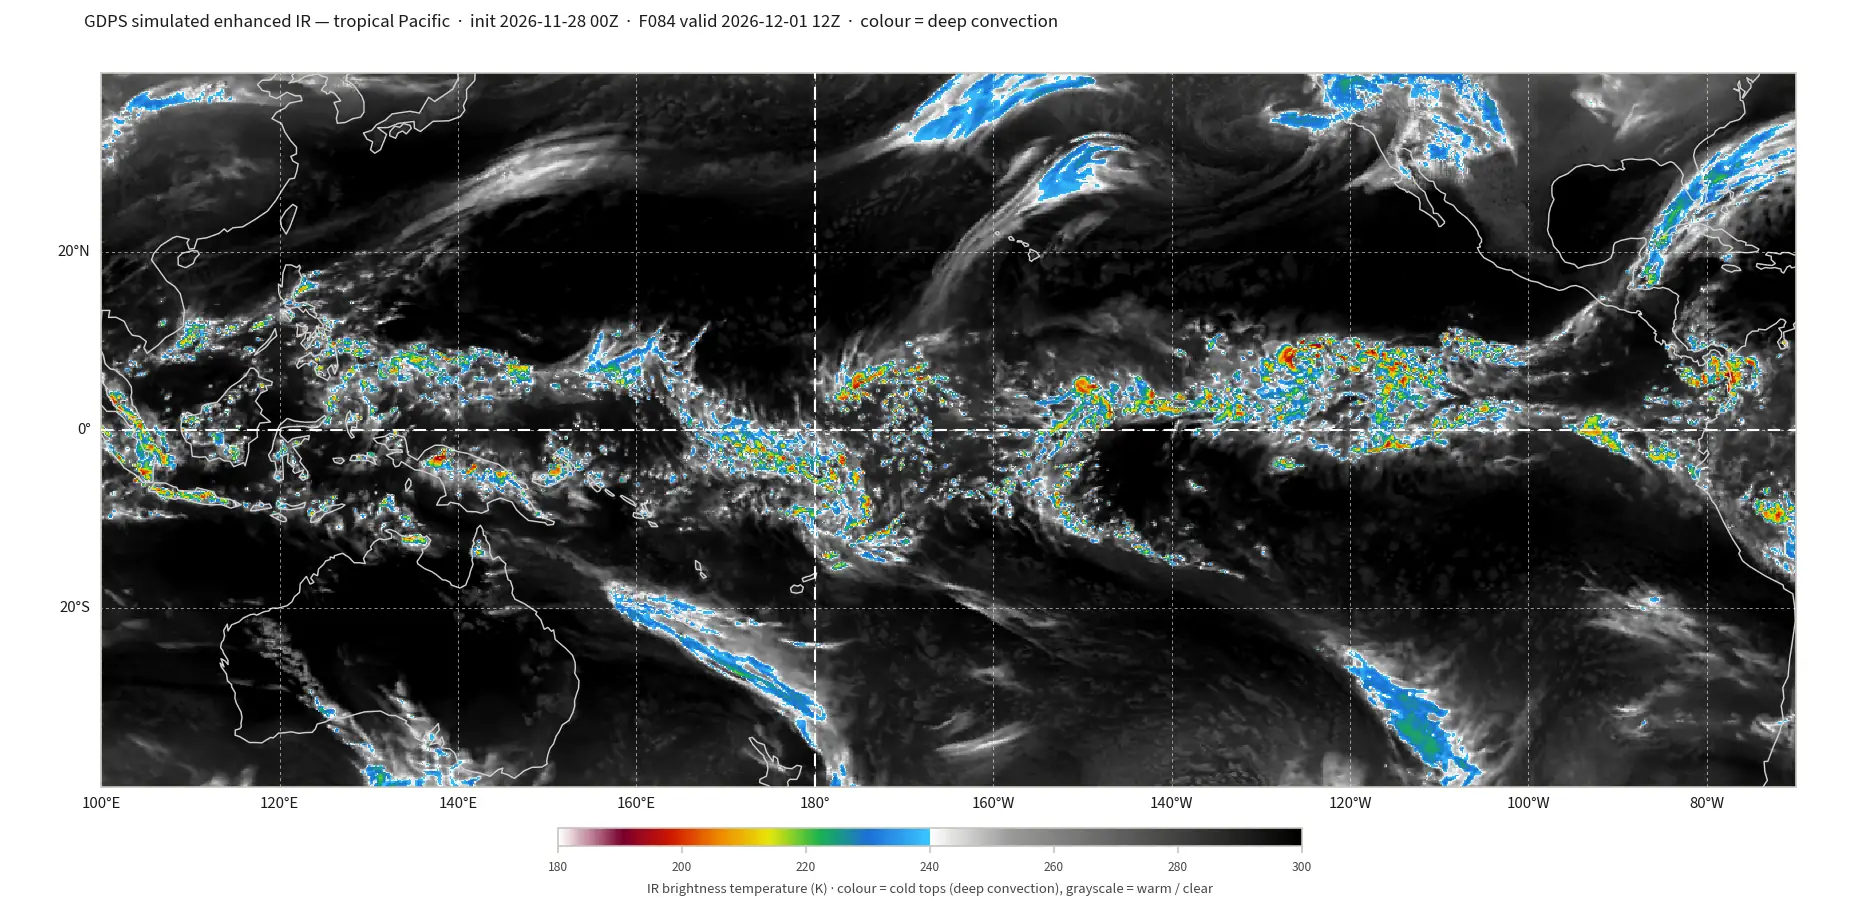 GDPS simulated enhanced IR — tropical Pacific · init 2026-11-28 00Z · F084 valid 2026-12-01 12Z · colour = deep convection
20°N
0°
20°S
100°E 120°E 140°E 160°E 180° 160°W 140°W 120°W 100°W 80°W
180 200 220 240 260 280 300
IR brightness temperature (K) · colour = cold tops (deep convection), grayscale = warm / clear